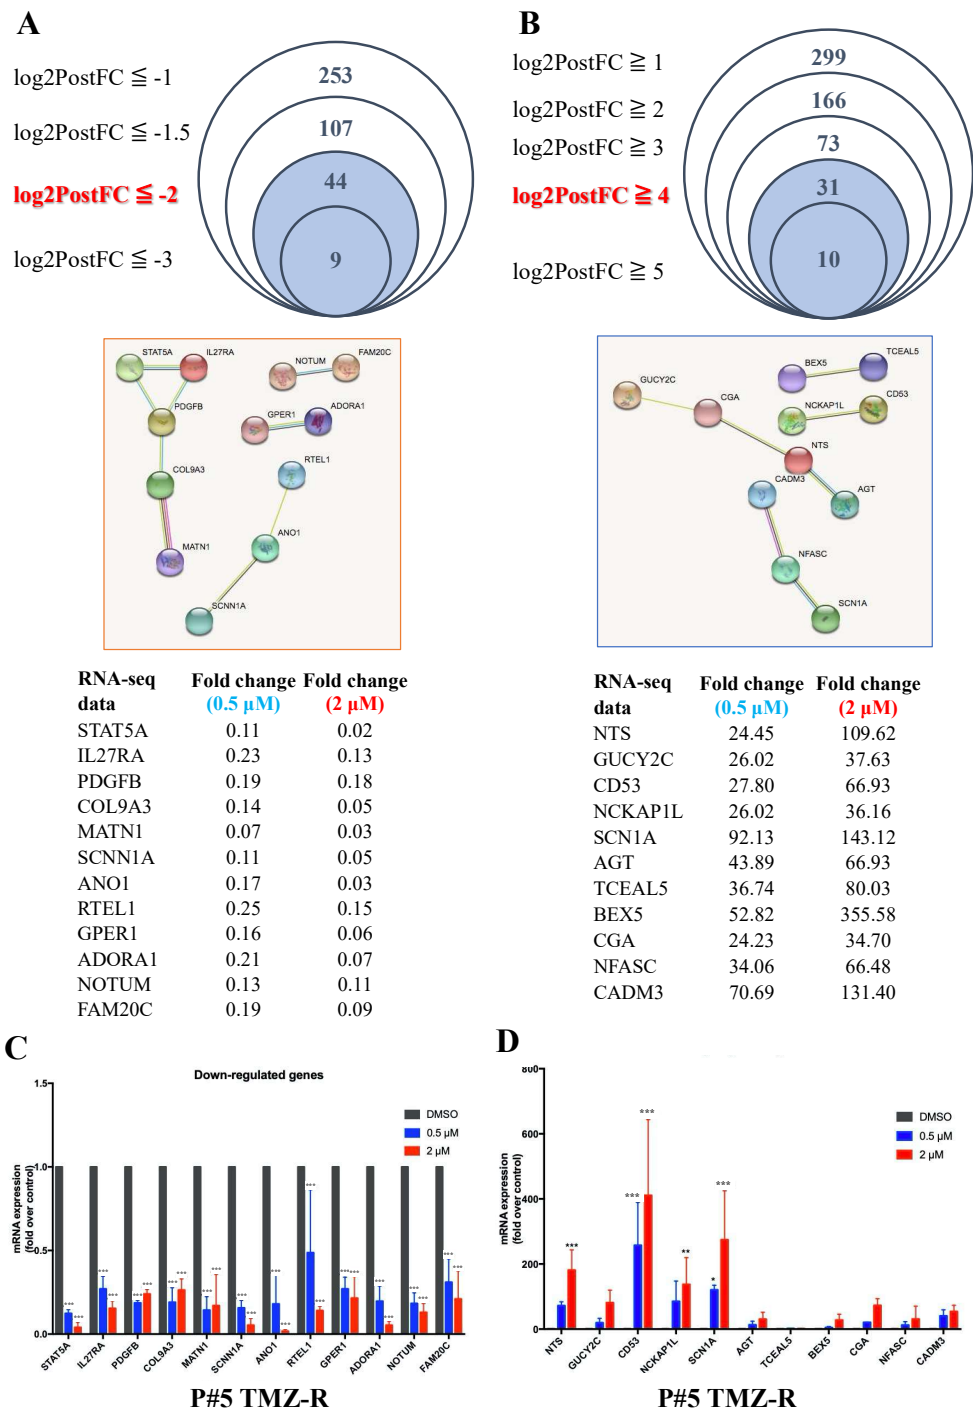 A
log2PostFC ≦ -1
253
log2PostFC ≦ -1.5
107
log2PostFC ≦ -2
44
log2PostFC ≦ -3
9
B
log2PostFC ≧ 1
299
log2PostFC ≧ 2
166
log2PostFC ≧ 3
73
log2PostFC ≧ 4
31
log2PostFC ≧ 5
10
STAT5A
IL27RA
NOTUM
FAM20C
PDGFB
GPER1
ADORA1
COL9A3
RTEL1
MATN1
ANO1
SCNN1A
BEX5
TCEAL5
GUCY2C
CGA
NCKAP1L
CD53
NTS
CADM3
AGT
NFASC
SCN1A
RNA-seq data Fold change (0.5 μM) Fold change (2 μM)
STAT5A 0.11 0.02
IL27RA 0.23 0.13
PDGFB 0.19 0.18
COL9A3 0.14 0.05
MATN1 0.07 0.03
SCNN1A 0.11 0.05
ANO1 0.17 0.03
RTEL1 0.25 0.15
GPER1 0.16 0.06
ADORA1 0.21 0.07
NOTUM 0.13 0.11
FAM20C 0.19 0.09
RNA-seq data Fold change (0.5 μM) Fold change (2 μM)
NTS 24.45 109.62
GUCY2C 26.02 37.63
CD53 27.80 66.93
NCKAP1L 26.02 36.16
SCN1A 92.13 143.12
AGT 43.89 66.93
TCEAL5 36.74 80.03
BEX5 52.82 355.58
CGA 24.23 34.70
NFASC 34.06 66.48
CADM3 70.69 131.40
C
Down-regulated genes
mRNA expression
(fold over control)
1.5
1.0
0.5
0.0
DMSO
0.5 μM
2 μM
*** *** *** *** *** *** *** *** *** *** *** *** *** *** *** *** *** *** *** *** *** *** *** ***
STAT5A IL27RA PDGFB COL9A3 MATN1 SCNN1A ANO1 RTEL1 GPER1 ADORA1 NOTUM FAM20C
P#5 TMZ-R
D
mRNA expression
(fold over control)
800
600
400
200
0
DMSO
0.5 μM
2 μM
*** *** *** ** * ***
NTS GUCY2C CD53 NCKAP1L SCN1A AGT TCEAL5 BEX5 CGA NFASC CADM3
P#5 TMZ-R